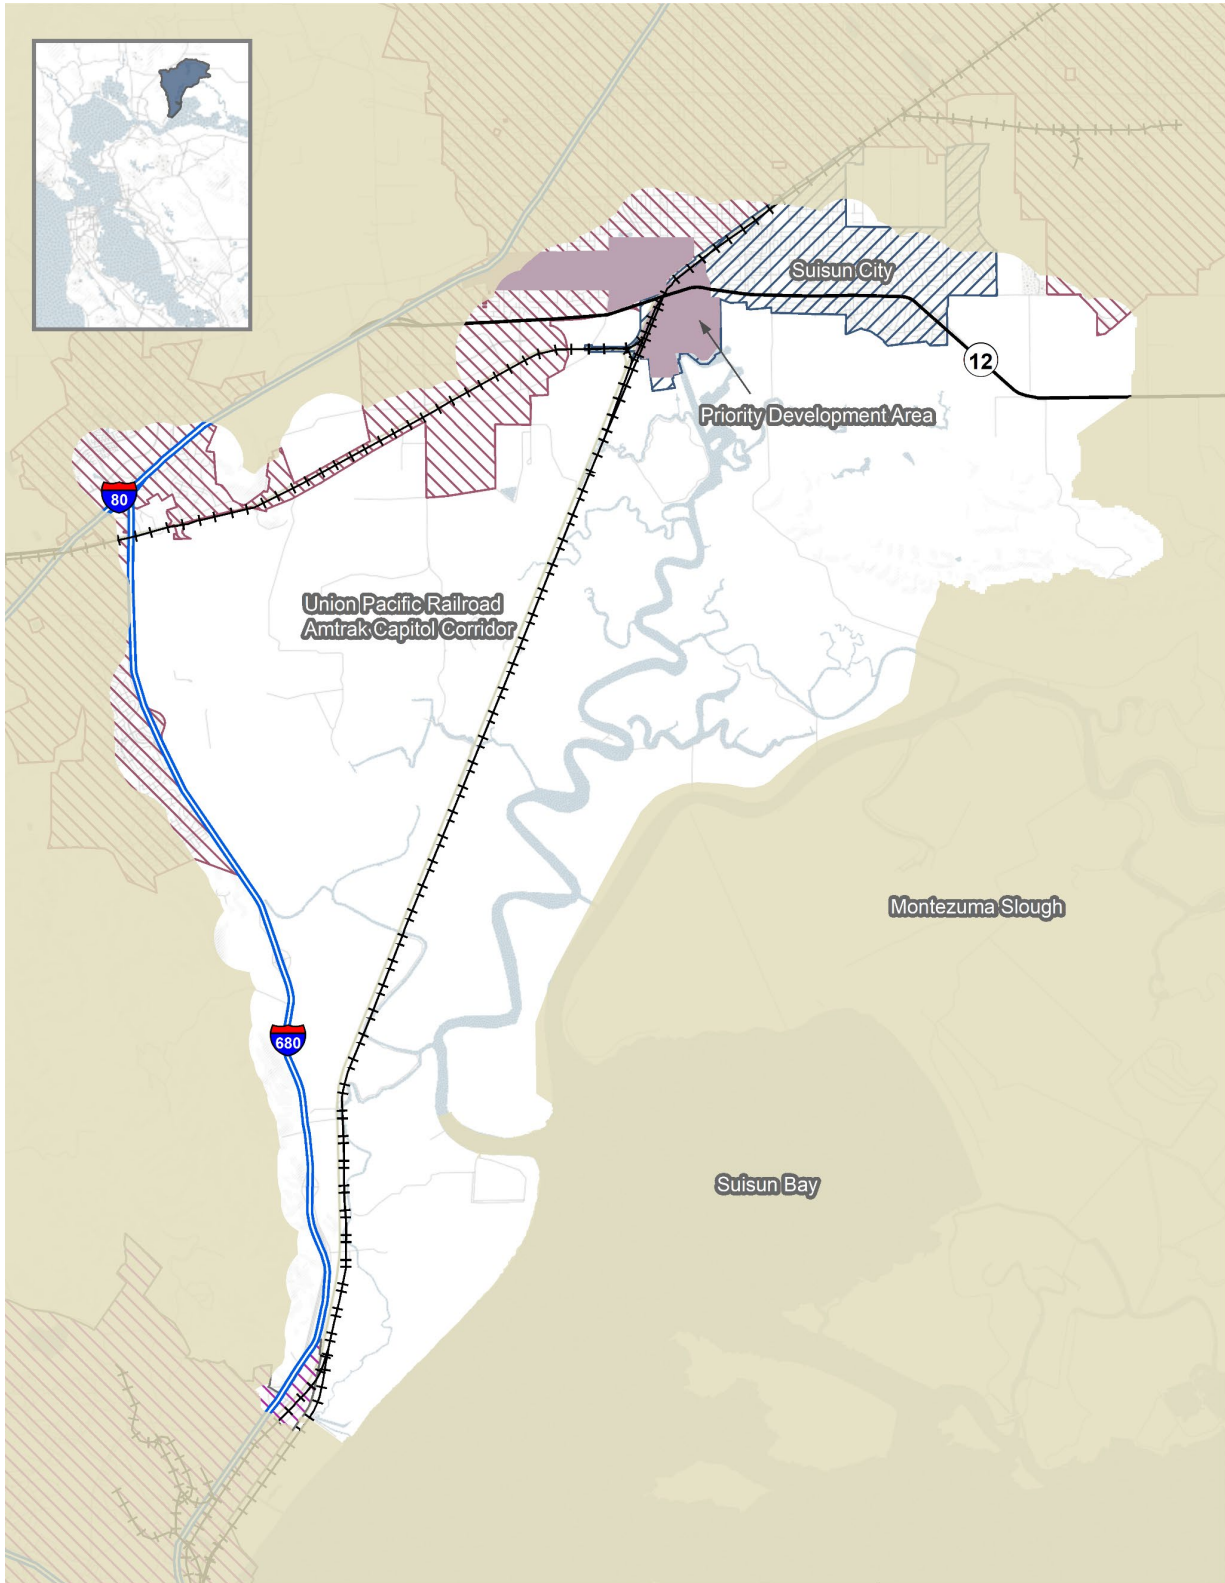 Suisun City
12
Priority Development Area
80
Union Pacific Railroad
Amtrak Capitol Corridor
Montezuma Slough
680
Suisun Bay